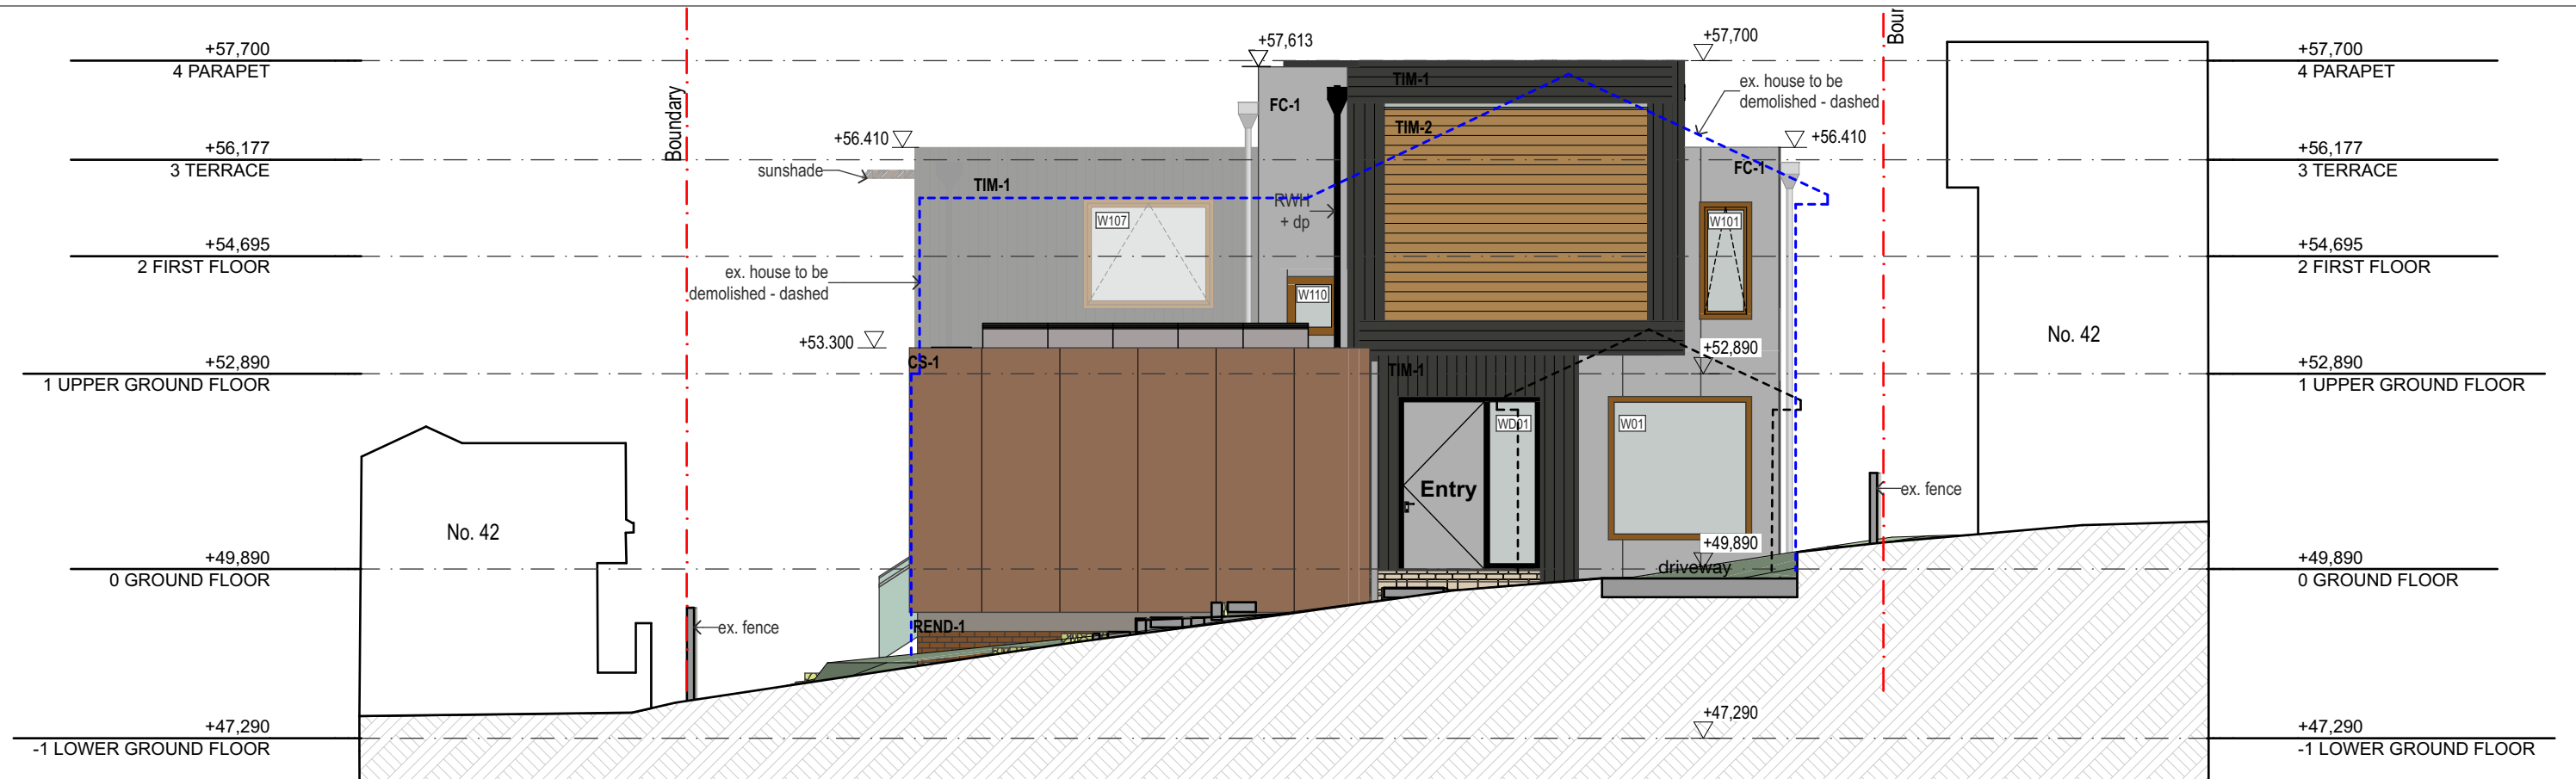 +57,700
4 PARAPET
+56,177
3 TERRACE
+54,695
2 FIRST FLOOR
+52,890
1 UPPER GROUND FLOOR
+49,890
0 GROUND FLOOR
+47,290
-1 LOWER GROUND FLOOR
Boundary
No. 42
ex. fence
sunshade
+56.410
ex. house to be
demolished - dashed
+53.300
TIM-1
W107
CS-1
REND-1
+57,613
FC-1
RWH
+ dp
W110
TIM-1
TIM-2
TIM-1
Entry
WD01
W01
+57,700
ex. house to be
demolished - dashed
+56.410
FC-1
W101
+52,890
+49,890
driveway
+47,290
Bour
ex. fence
No. 42
+57,700
4 PARAPET
+56,177
3 TERRACE
+54,695
2 FIRST FLOOR
+52,890
1 UPPER GROUND FLOOR
+49,890
0 GROUND FLOOR
+47,290
-1 LOWER GROUND FLOOR